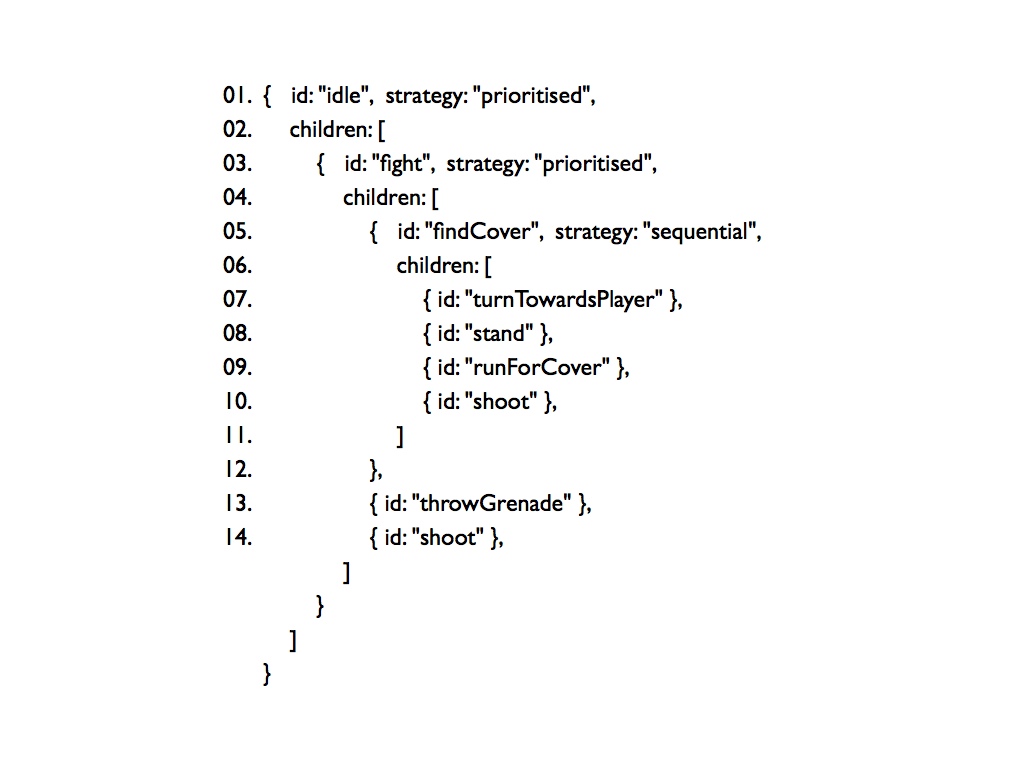 01. { id: "idle", strategy: "prioritised",
02. children: [
03. { id: "fight", strategy: "prioritised",
04. children: [
05. { id: "findCover", strategy: "sequential",
06. children: [
07. { id: "turnTowardsPlayer" },
08. { id: "stand" },
09. { id: "runForCover" },
10. { id: "shoot" },
11. ]
12. },
13. { id: "throwGrenade" },
14. { id: "shoot" },
]
}
]
}